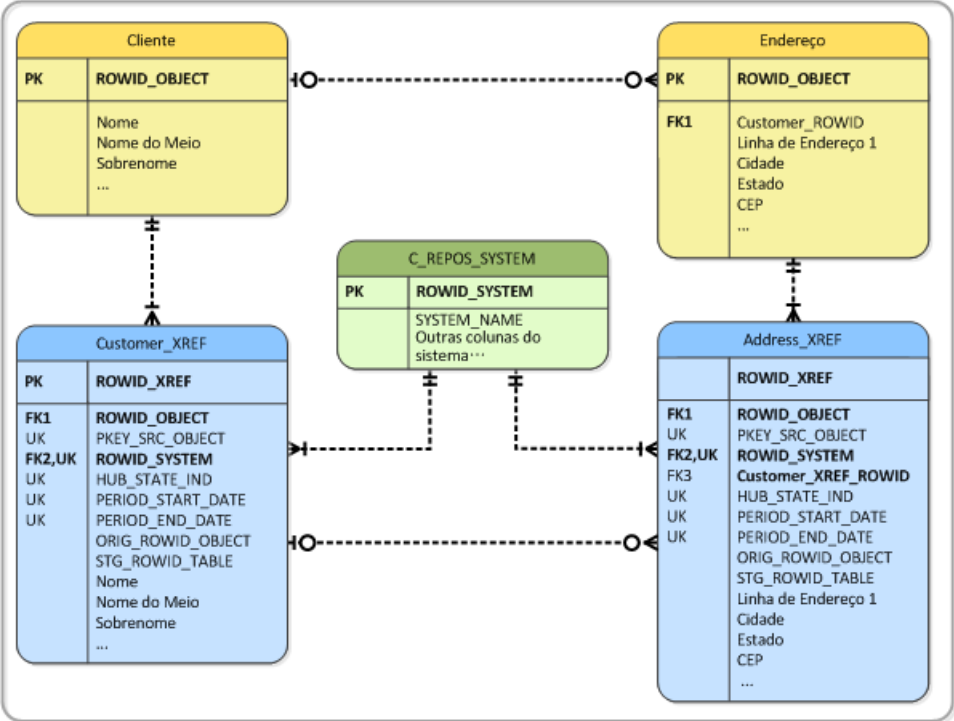 Cliente
PK ROWID_OBJECT
Nome
Nome do Meio
Sobrenome
...
Endereço
PK ROWID_OBJECT
FK1 Customer_ROWID
Linha de Endereço 1
Cidade
Estado
CEP
...
C_REPOS_SYSTEM
PK ROWID_SYSTEM
SYSTEM_NAME
Outras colunas do
sistema...
Customer_XREF
PK ROWID_XREF
FK1 ROWID_OBJECT
UK PKEY_SRC_OBJECT
FK2,UK ROWID_SYSTEM
UK HUB_STATE_IND
UK PERIOD_START_DATE
UK PERIOD_END_DATE
ORIG_ROWID_OBJECT
STG_ROWID_TABLE
Nome
Nome do Meio
Sobrenome
...
Address_XREF
ROWID_XREF
FK1 ROWID_OBJECT
UK PKEY_SRC_OBJECT
FK2,UK ROWID_SYSTEM
FK3 Customer_XREF_ROWID
UK HUB_STATE_IND
UK PERIOD_START_DATE
UK PERIOD_END_DATE
ORIG_ROWID_OBJECT
STG_ROWID_TABLE
Linha de Endereço 1
Cidade
Estado
CEP
...